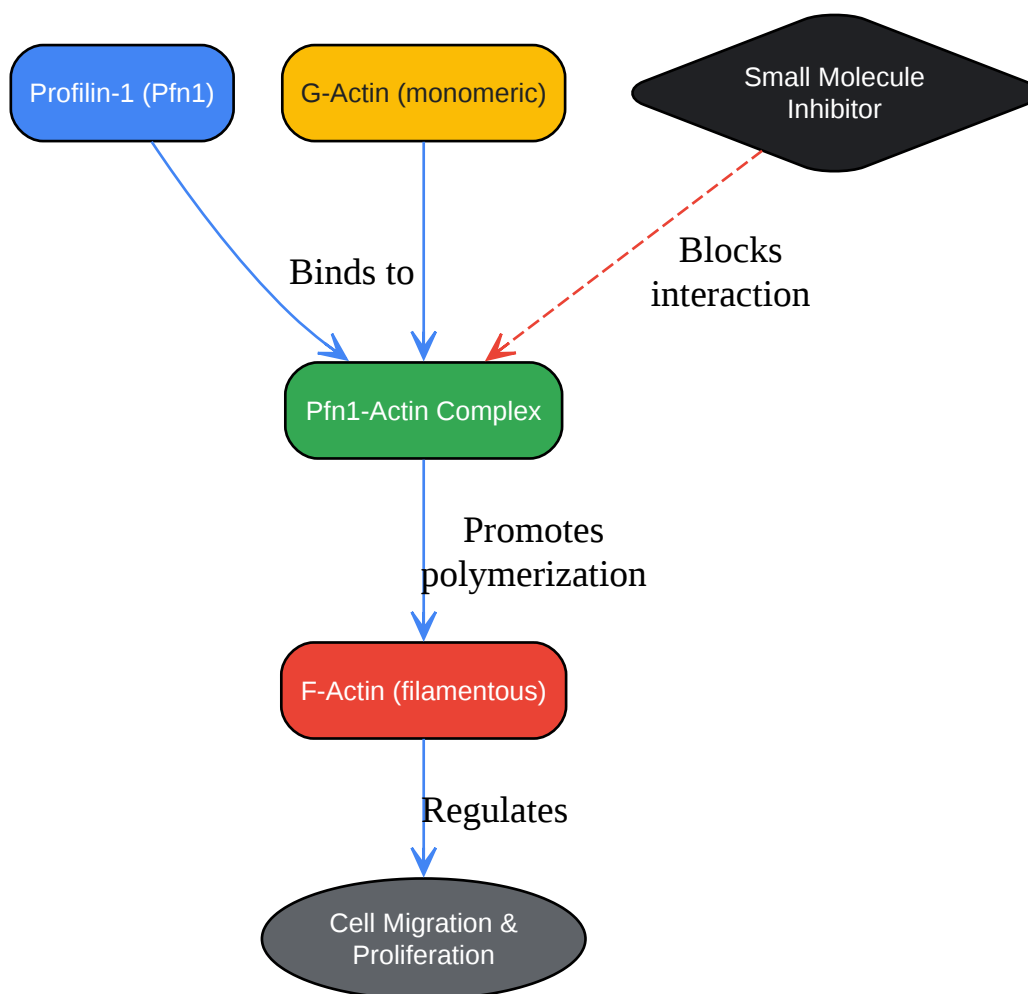 Profilin-1 (Pfn1)
G-Actin (monomeric)
Small Molecule
Inhibitor
Binds to
Blocks
interaction
Pfn1-Actin Complex
Promotes
polymerization
F-Actin (filamentous)
Regulates
Cell Migration &
Proliferation